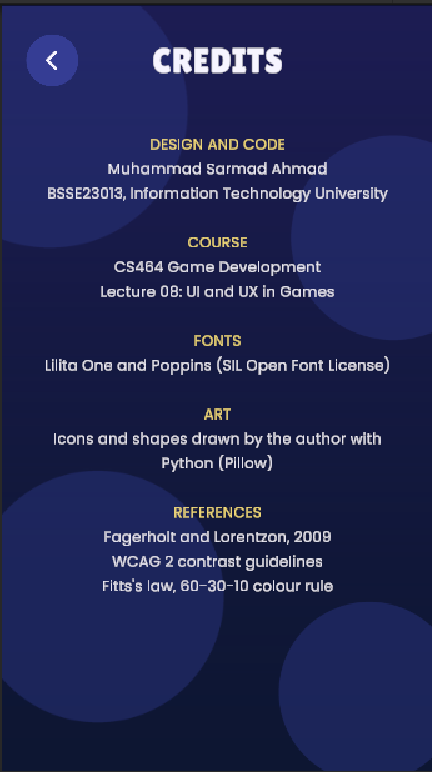 CREDITS
DESIGN AND CODE
Muhammad Sarmad Ahmad
BSSE23013, Information Technology University
COURSE
CS464 Game Development
Lecture 08: UI and UX in Games
FONTS
Lilita One and Poppins (SIL Open Font License)
ART
Icons and shapes drawn by the author with
Python (Pillow)
REFERENCES
Fagerholt and Lorentzon, 2009
WCAG 2 contrast guidelines
Fitts's law, 60-30-10 colour rule